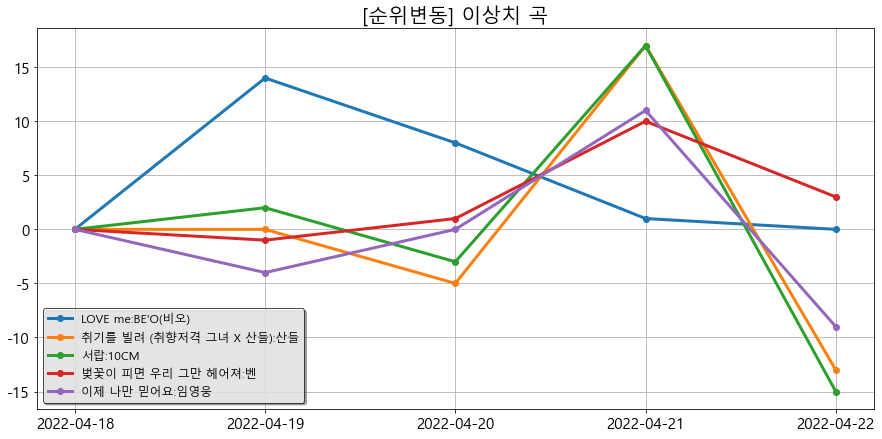 [순위변동] 이상치 곡
15
10
5
0
-5
-10
-15
LOVE me:BE'O(비오)
취기를 빌려 (취향저격 그녀 X 산들):산들
서랍:10CM
벚꽃이 피면 우리 그만 헤어져:벤
이제 나만 믿어요:임영웅
2022-04-18 2022-04-19 2022-04-20 2022-04-21 2022-04-22